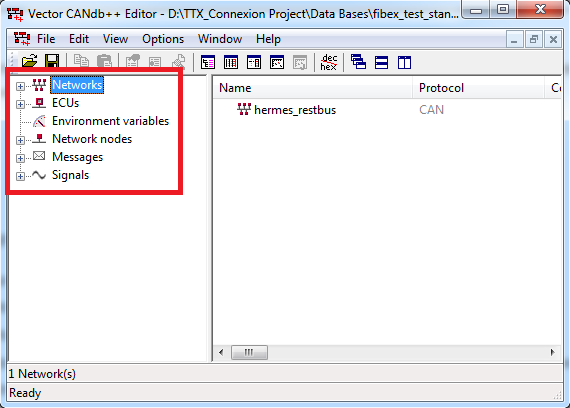 Vector CANdb++ Editor - D:\TTX_Connexion Project\Data Bases\fibex_test_stan...
File Edit View Options Window Help
dec
hex
Networks
ECUs
Environment variables
Network nodes
Messages
Signals
Name Protocol
hermes_restbus CAN
1 Network(s)
Ready